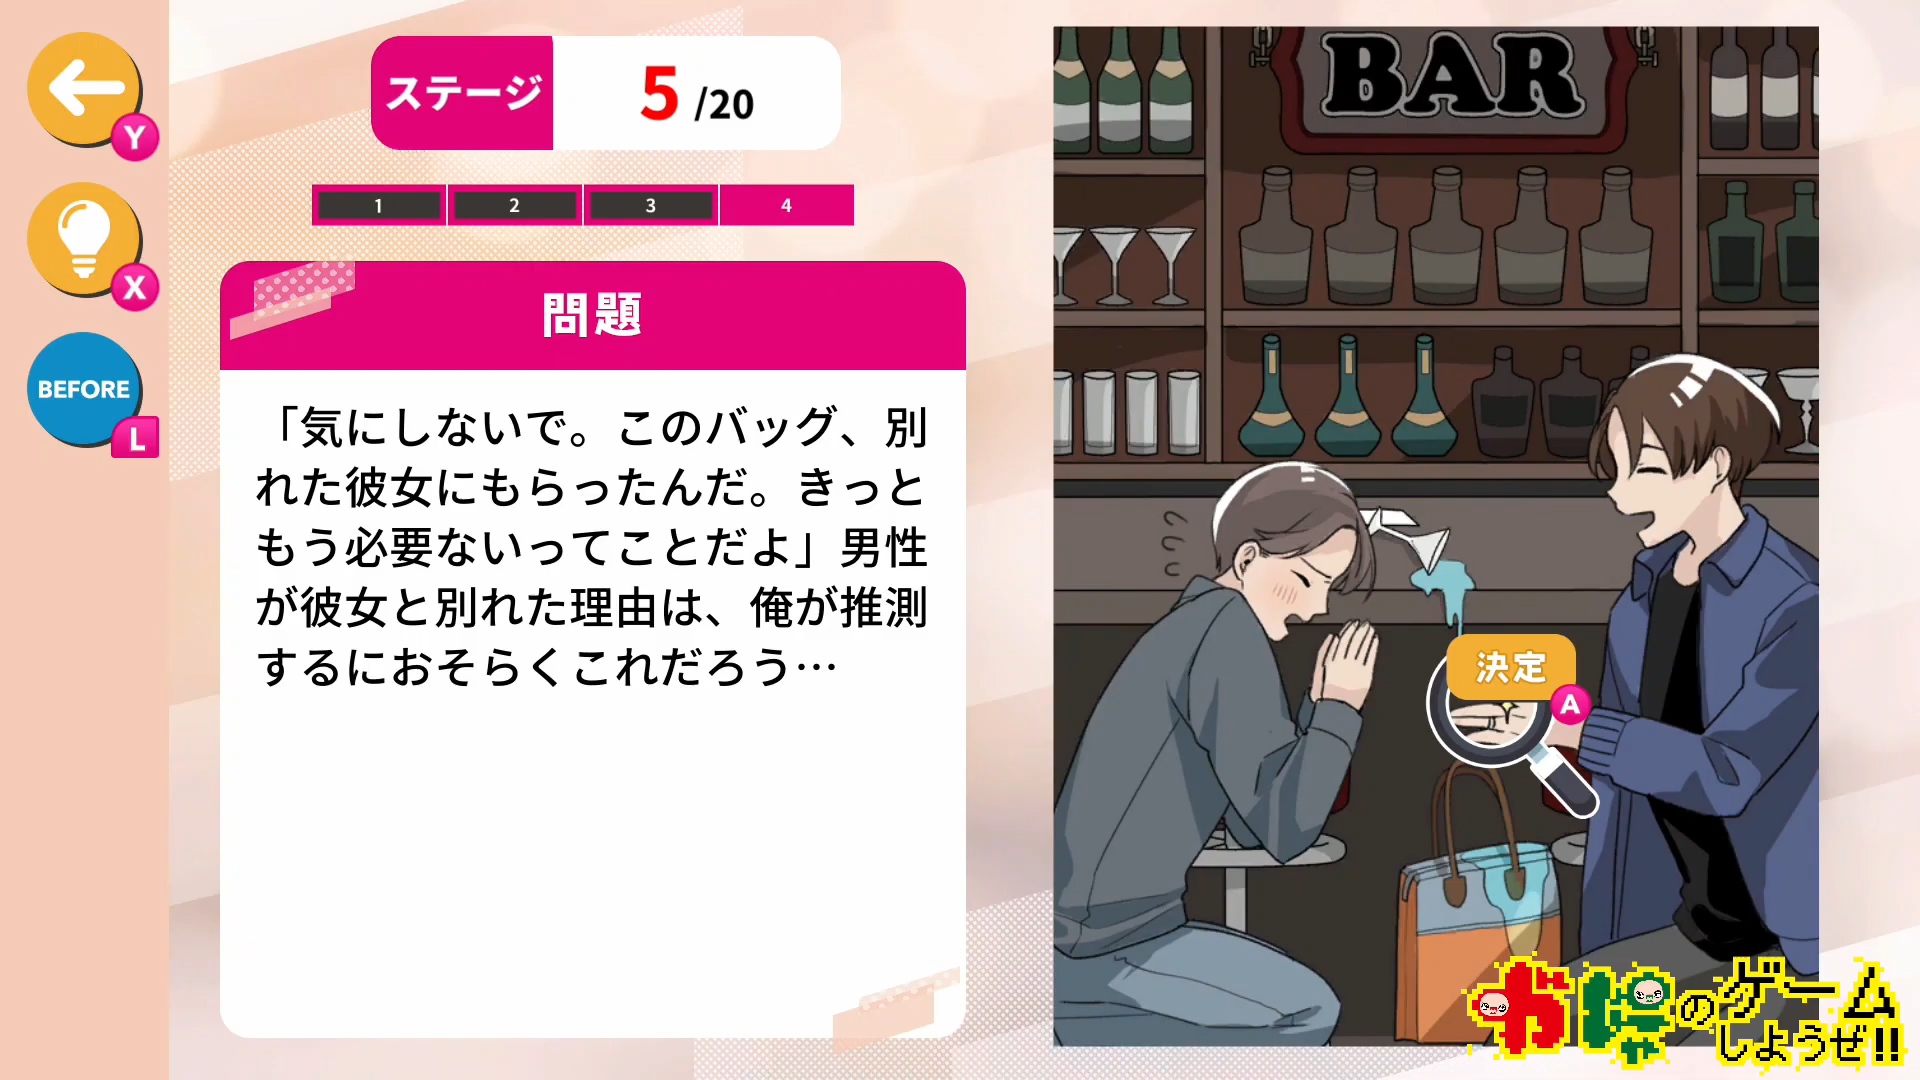 ステージ
5 /20
Y
1 2 3 4
X
問題
BEFORE
L
「気にしないで。このバッグ、別
れた彼女にもらったんだ。きっと
もう必要ないってことだよ」男性
が彼女と別れた理由は、俺が推測
するにおそらくこれだろう…
BAR
決定
A
おにゃのゲーム
しようぜ!!